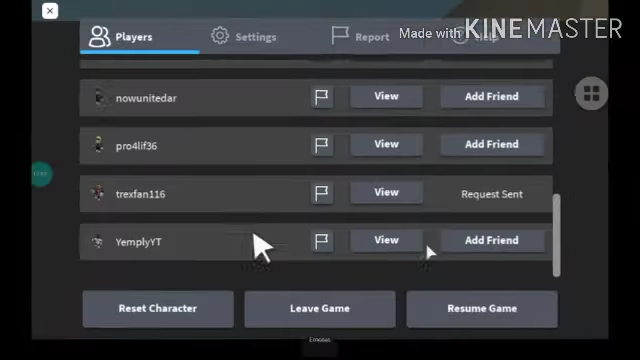 Players
Settings
Report
Made with KINEMASTER
nowunitedar
View
Add Friend
pro4lif36
View
Add Friend
trexfan116
View
Request Sent
YemplyYT
View
Add Friend
Reset Character
Leave Game
Resume Game
Emotes